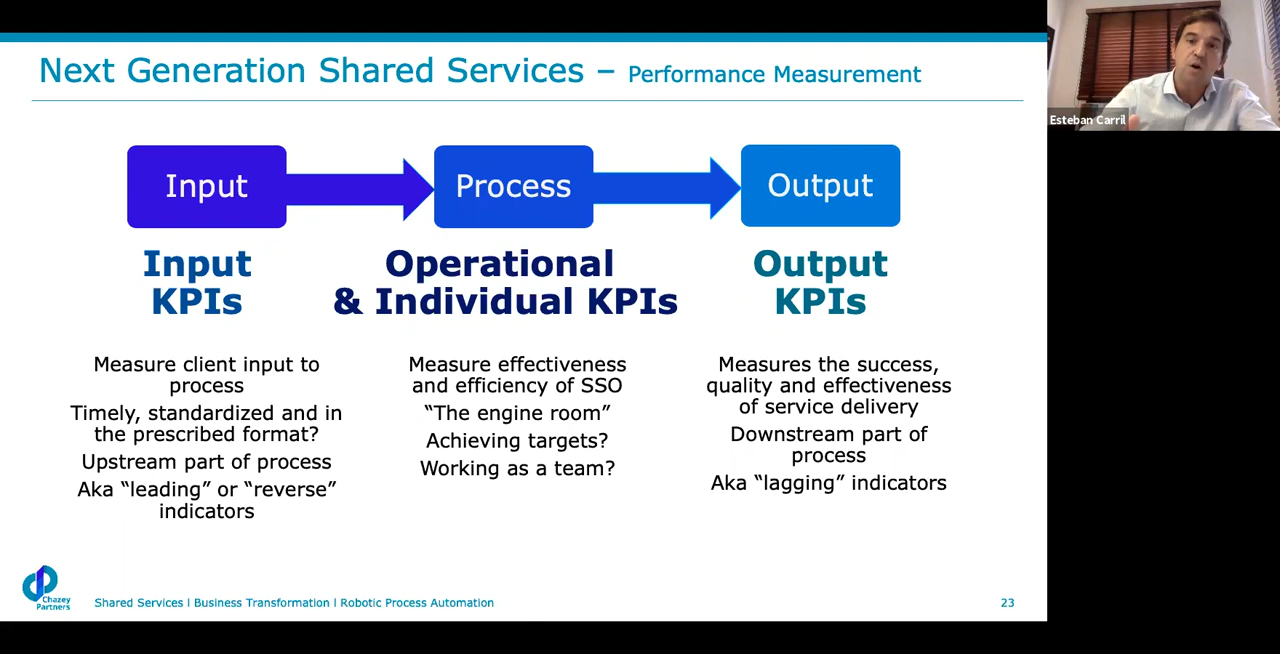 Next Generation Shared Services – Performance Measurement
Esteban Carril
Input
Process
Output
Input
KPIs
Operational
& Individual KPIs
Output
KPIs
Measure client input to
process
Timely, standardized and in
the prescribed format?
Upstream part of process
Aka “leading” or “reverse”
indicators
Measure effectiveness
and efficiency of SSO
“The engine room”
Achieving targets?
Working as a team?
Measures the success,
quality and effectiveness
of service delivery
Downstream part of
process
Aka “lagging” indicators
Chazey
Partners
Shared Services I Business Transformation I Robotic Process Automation
23